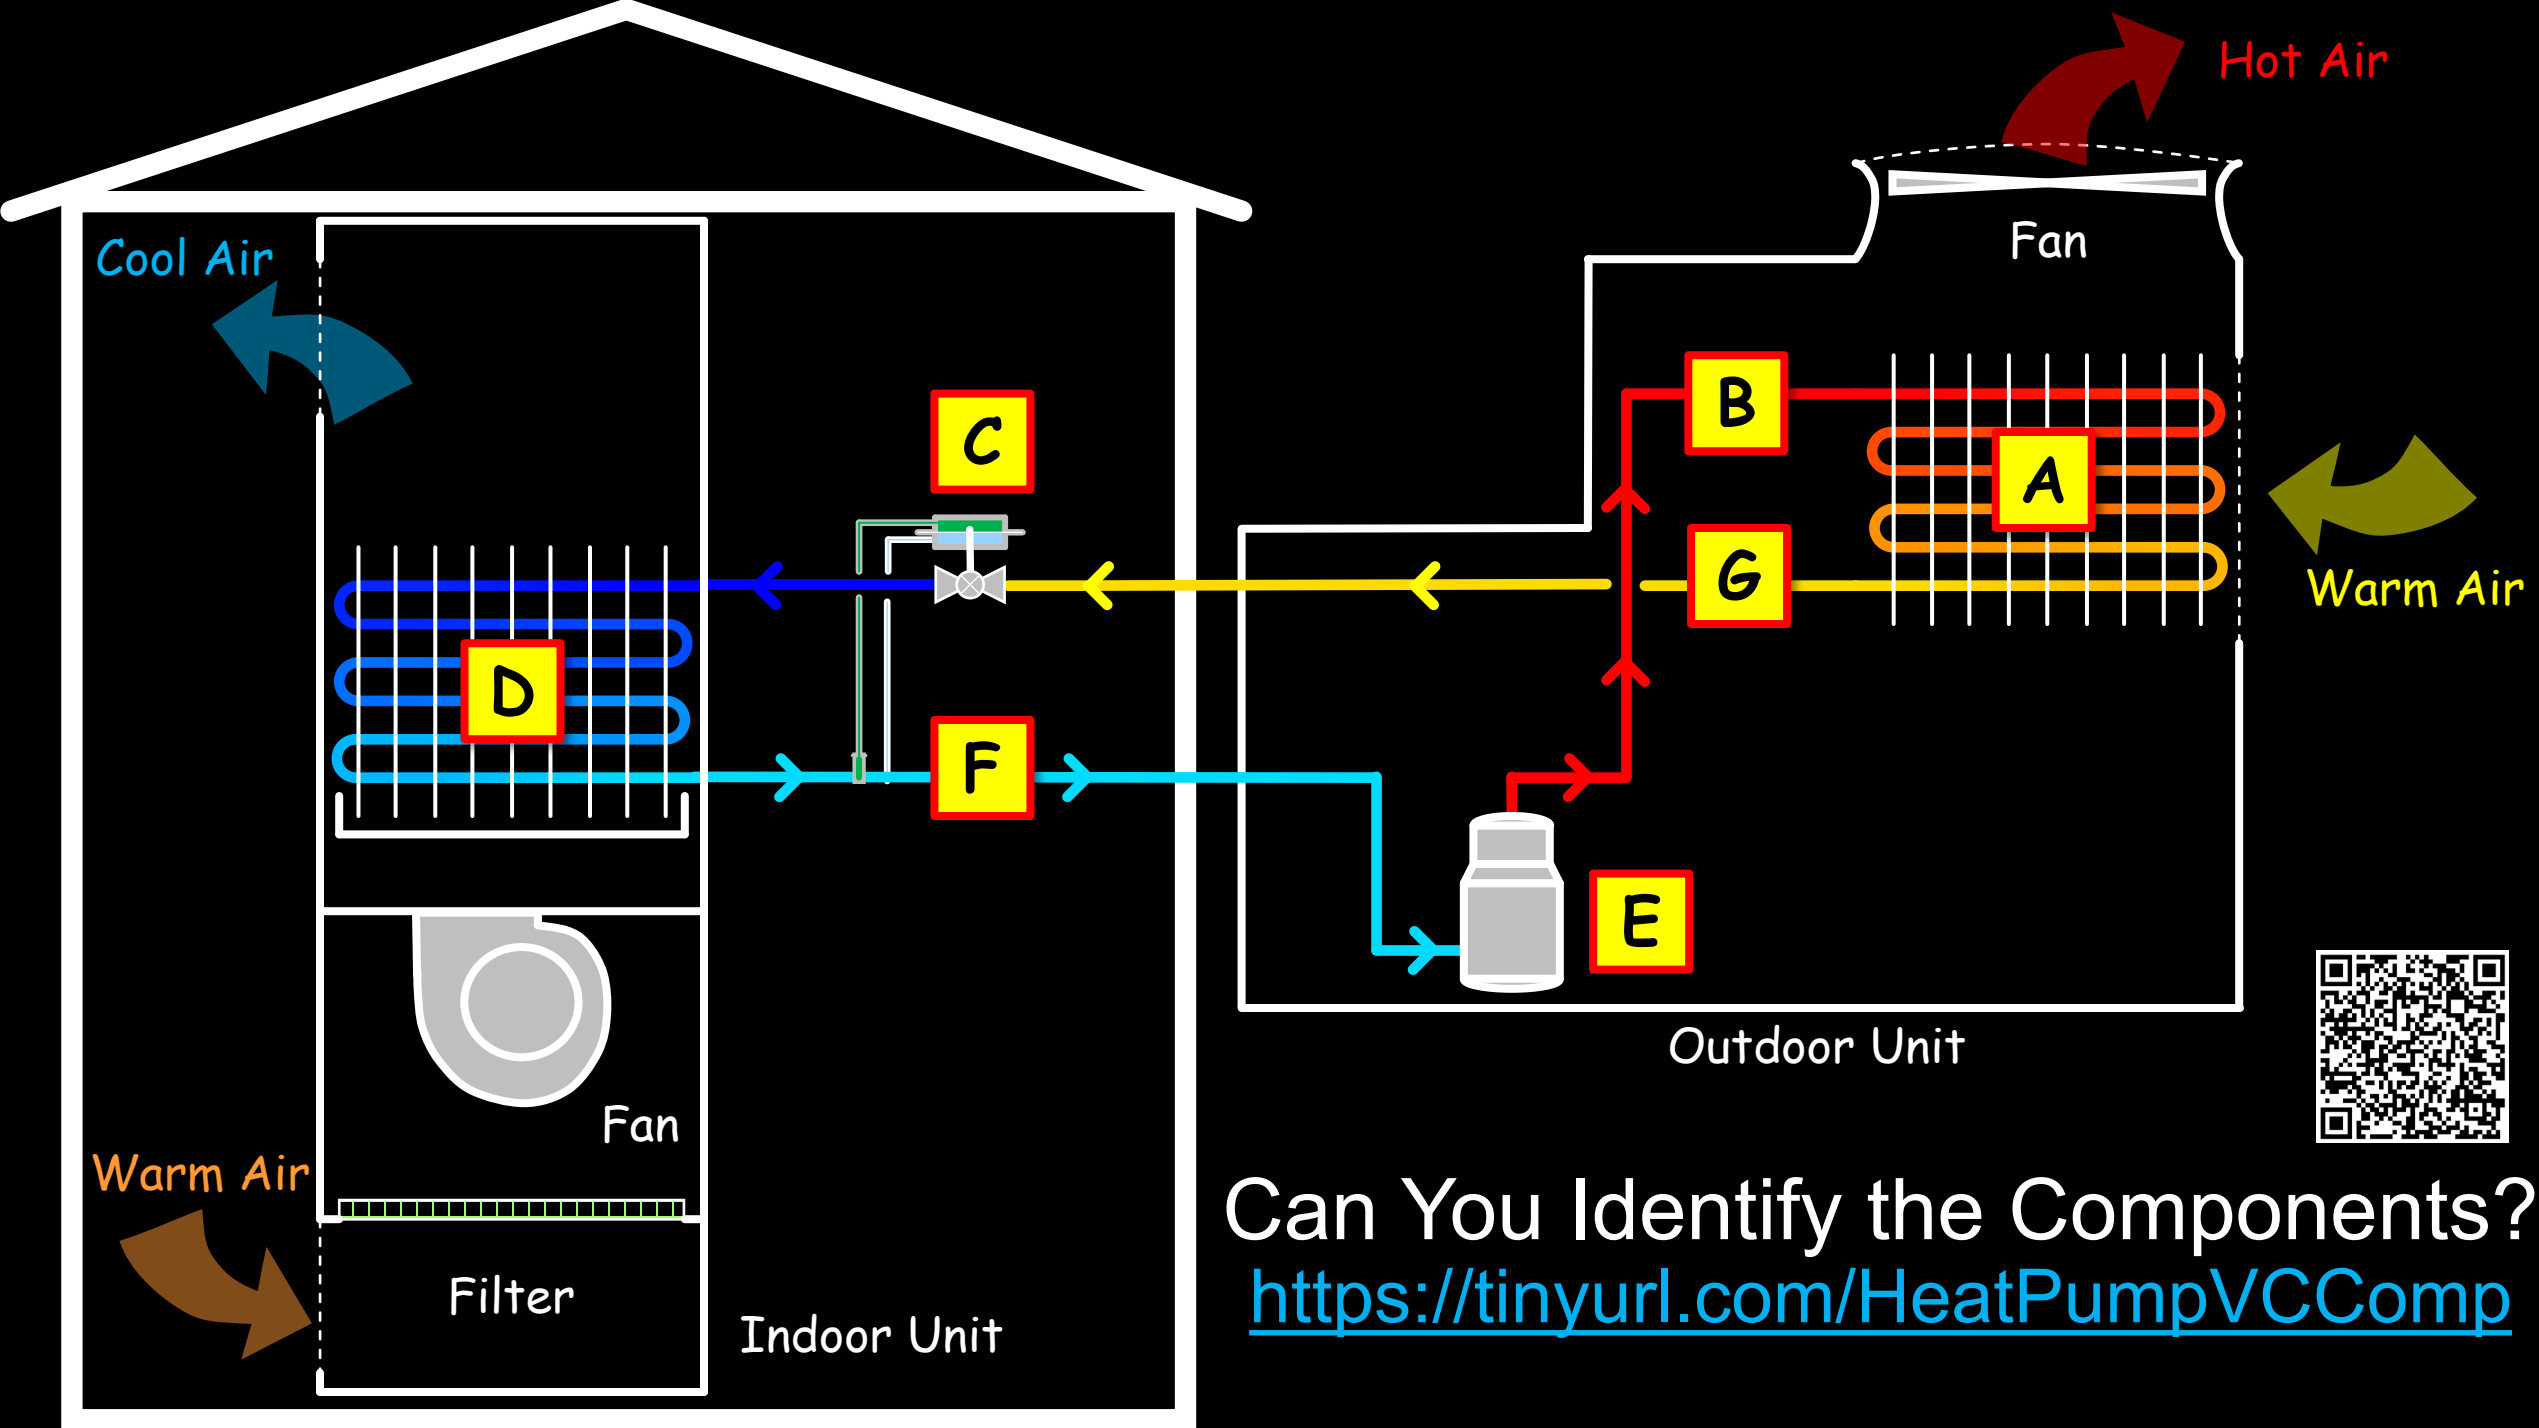 Hot Air
Cool Air
Fan
B
A
C
G
Warm Air
D
F
E
Outdoor Unit
Fan
Warm Air
Filter
Indoor Unit
Can You Identify the Components?
https://tinyurl.com/HeatPumpVCComp